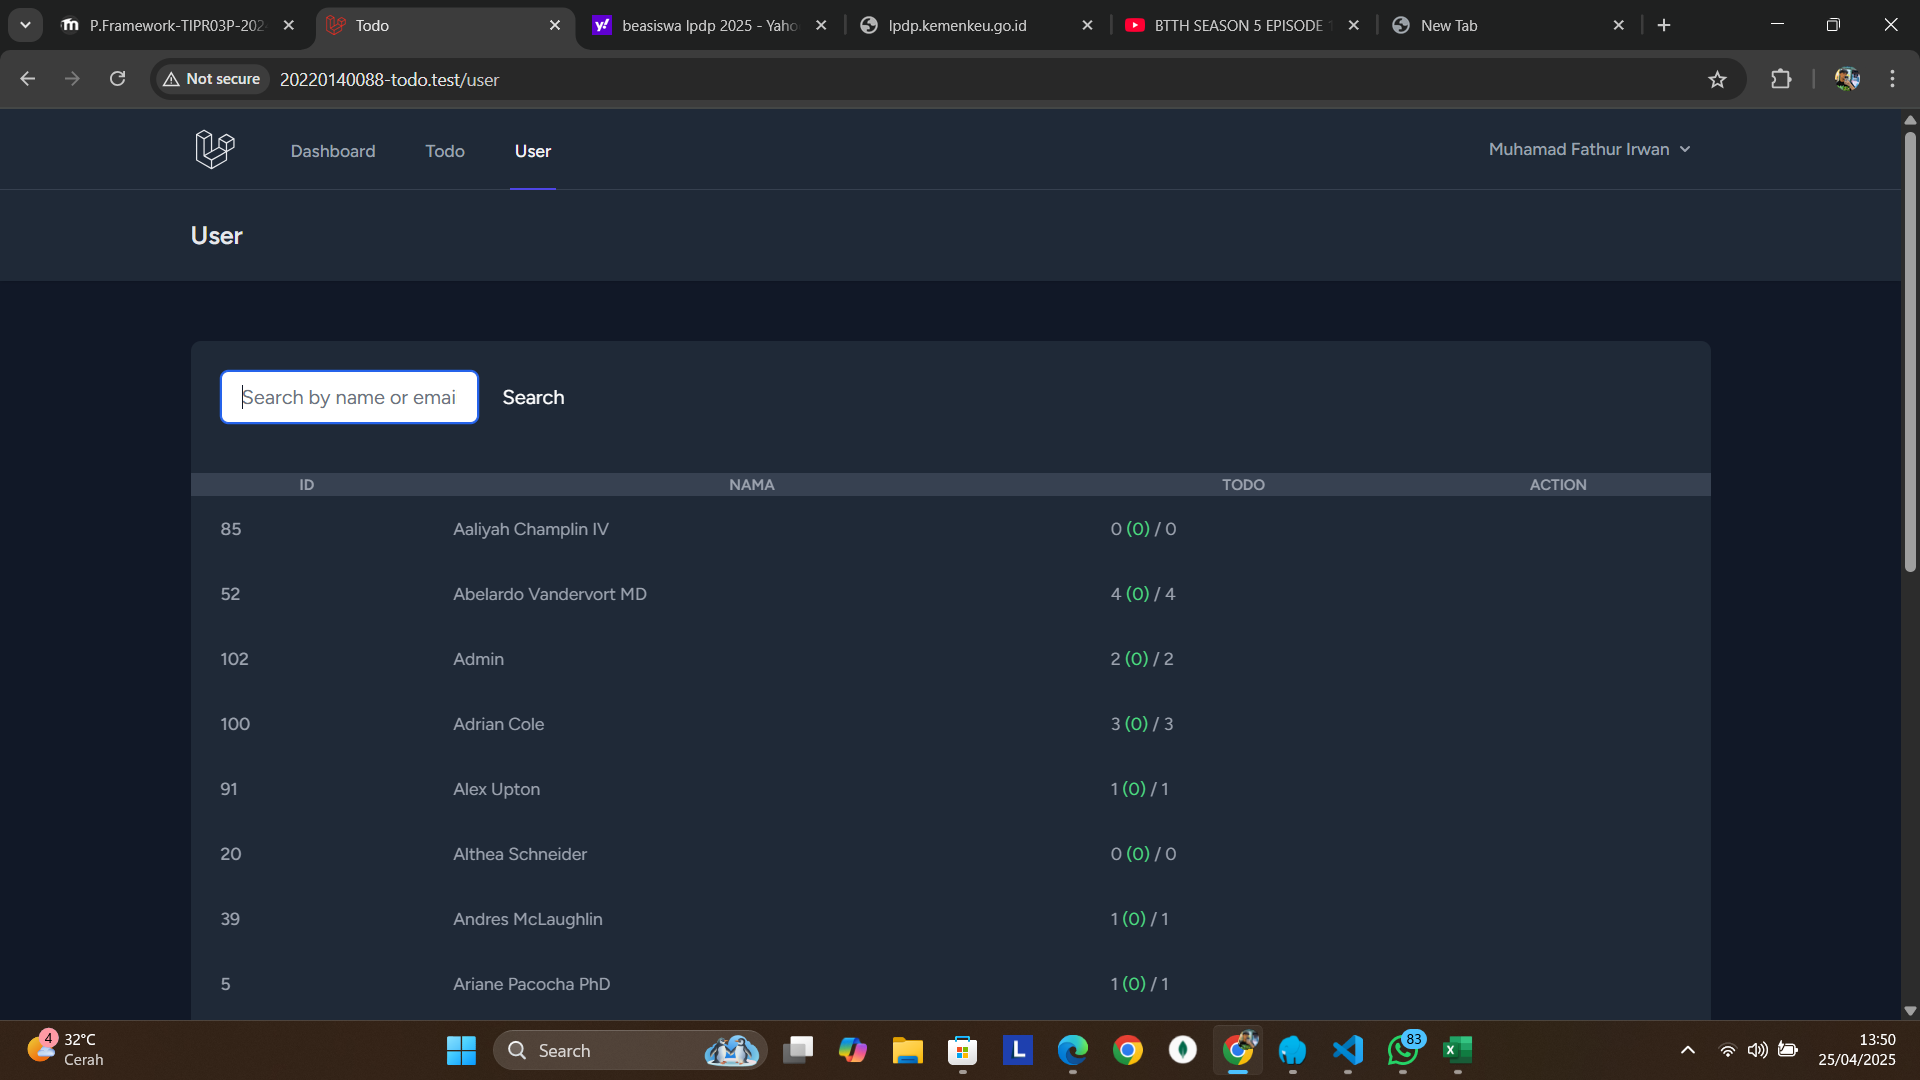 P.Framework-TIPR03P-202
Todo
beasiswa lpdp 2025 - Yaho
lpdp.kemenkeu.go.id
BTTH SEASON 5 EPISODE 1
New Tab
Not secure
20220140088-todo.test/user
Dashboard
Todo
User
Muhamad Fathur Irwan
User
Search by name or emai
Search
ID NAMA TODO ACTION
85 Aaliyah Champlin IV 0 (0) / 0
52 Abelardo Vandervort MD 4 (0) / 4
102 Admin 2 (0) / 2
100 Adrian Cole 3 (0) / 3
91 Alex Upton 1 (0) / 1
20 Althea Schneider 0 (0) / 0
39 Andres McLaughlin 1 (0) / 1
5 Ariane Pacocha PhD 1 (0) / 1
4
32°C
Cerah
Search
L
83
13:50
25/04/2025